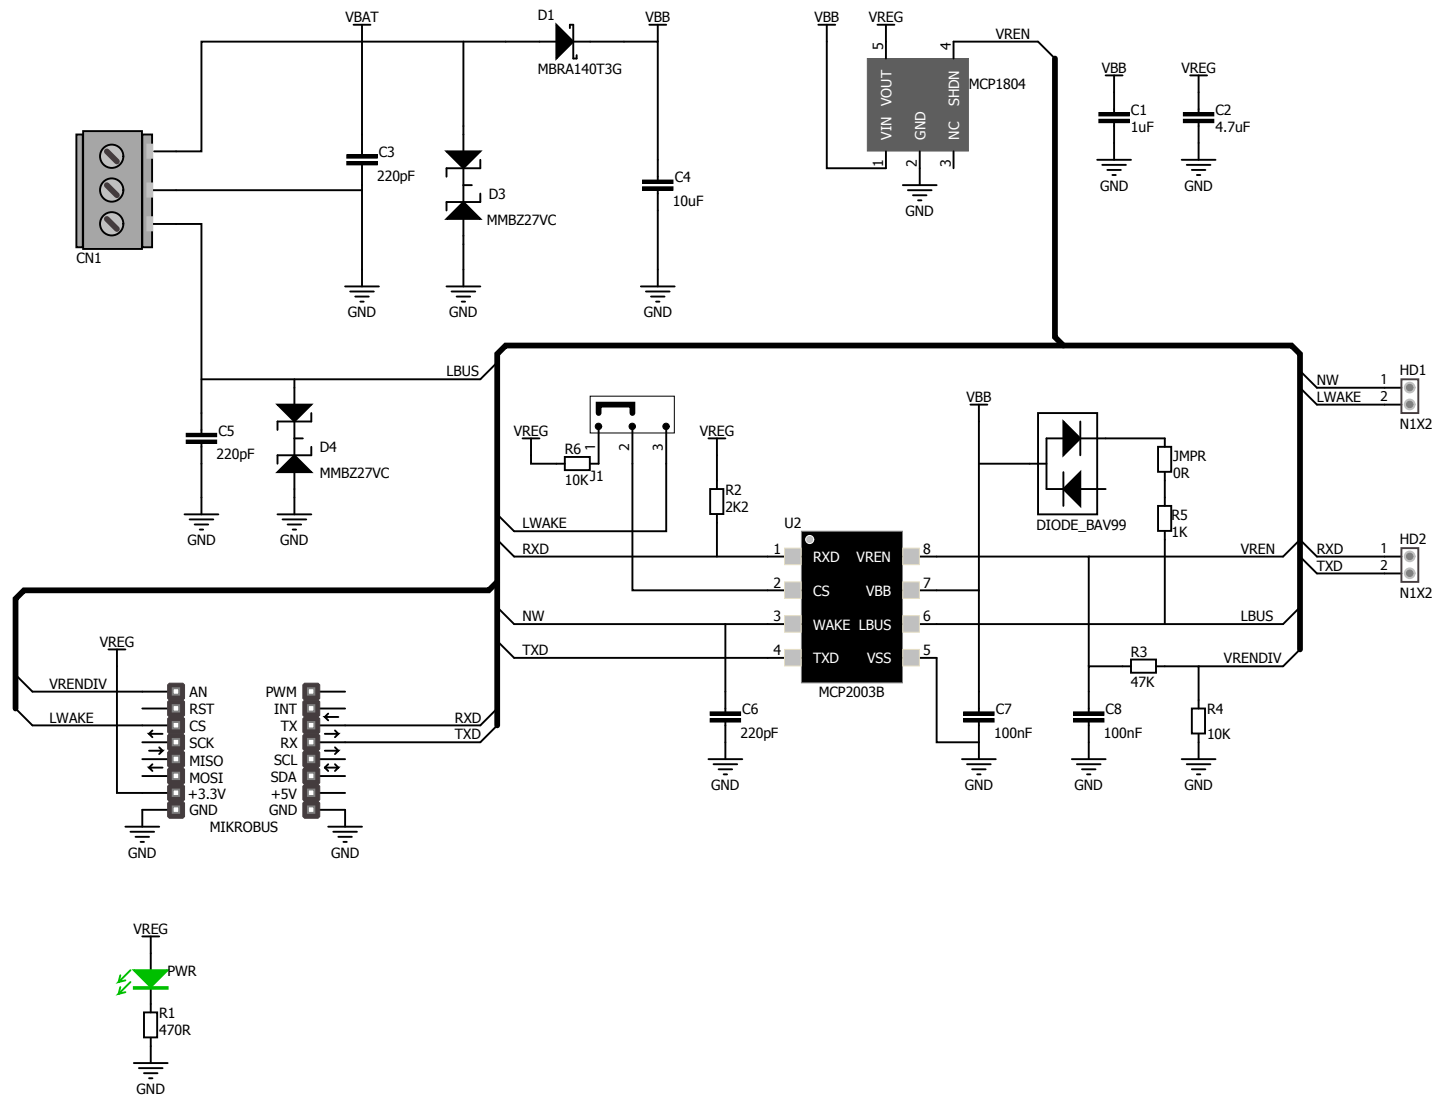 VBAT
D1
VBB
MBRA140T3G
VBB
VREG
5
4
VREN
VOUT
SHDN
MCP1804
VIN
GND
NC
1
2
3
GND
VBB
C1
1uF
GND
VREG
C2
4.7uF
GND
CN1
C3
220pF
GND
D3
MMBZ27VC
GND
C4
10uF
GND
LBUS
C5
220pF
GND
D4
MMBZ27VC
GND
VREG
R6
10K
1
2
3
J1
VREG
R2
2K2
LWAKE
RXD
NW
TXD
U2
1
RXD
VREN
8
2
CS
VBB
7
3
WAKE
LBUS
6
4
TXD
VSS
5
MCP2003B
C6
220pF
GND
VBB
DIODE_BAV99
JMPR
0R
R5
1K
VREN
LBUS
R3
47K
VRENDIV
C7
100nF
GND
C8
100nF
GND
R4
10K
GND
HD1
NW
1
LWAKE
2
N1X2
HD2
RXD
1
TXD
2
N1X2
VREG
VRENDIV
LWAKE
AN
PWM
RST
INT
CS
TX
RXD
SCK
RX
TXD
MISO
SCL
MOSI
SDA
+3.3V
+5V
GND
GND
MIKROBUS
GND
GND
VREG
PWR
R1
470R
GND